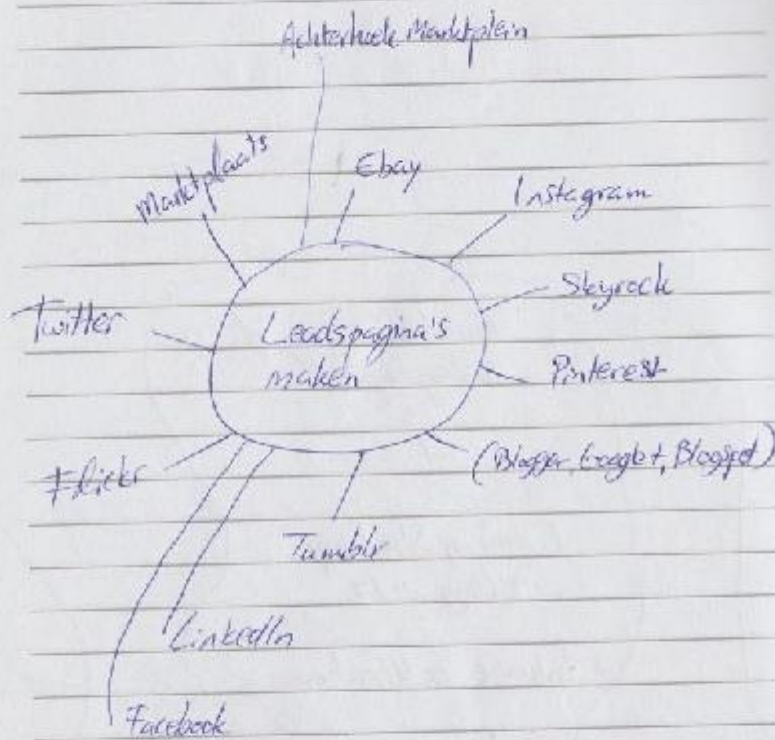 Achterhoek Marktplein
Marktplaats
Ebay
Instagram
Skyrock
Twitter
Leadspagina's
maken
Pinterest
(Blogger, Google+, Blogspot)
Flickr
Tumblr
LinkedIn
Facebook